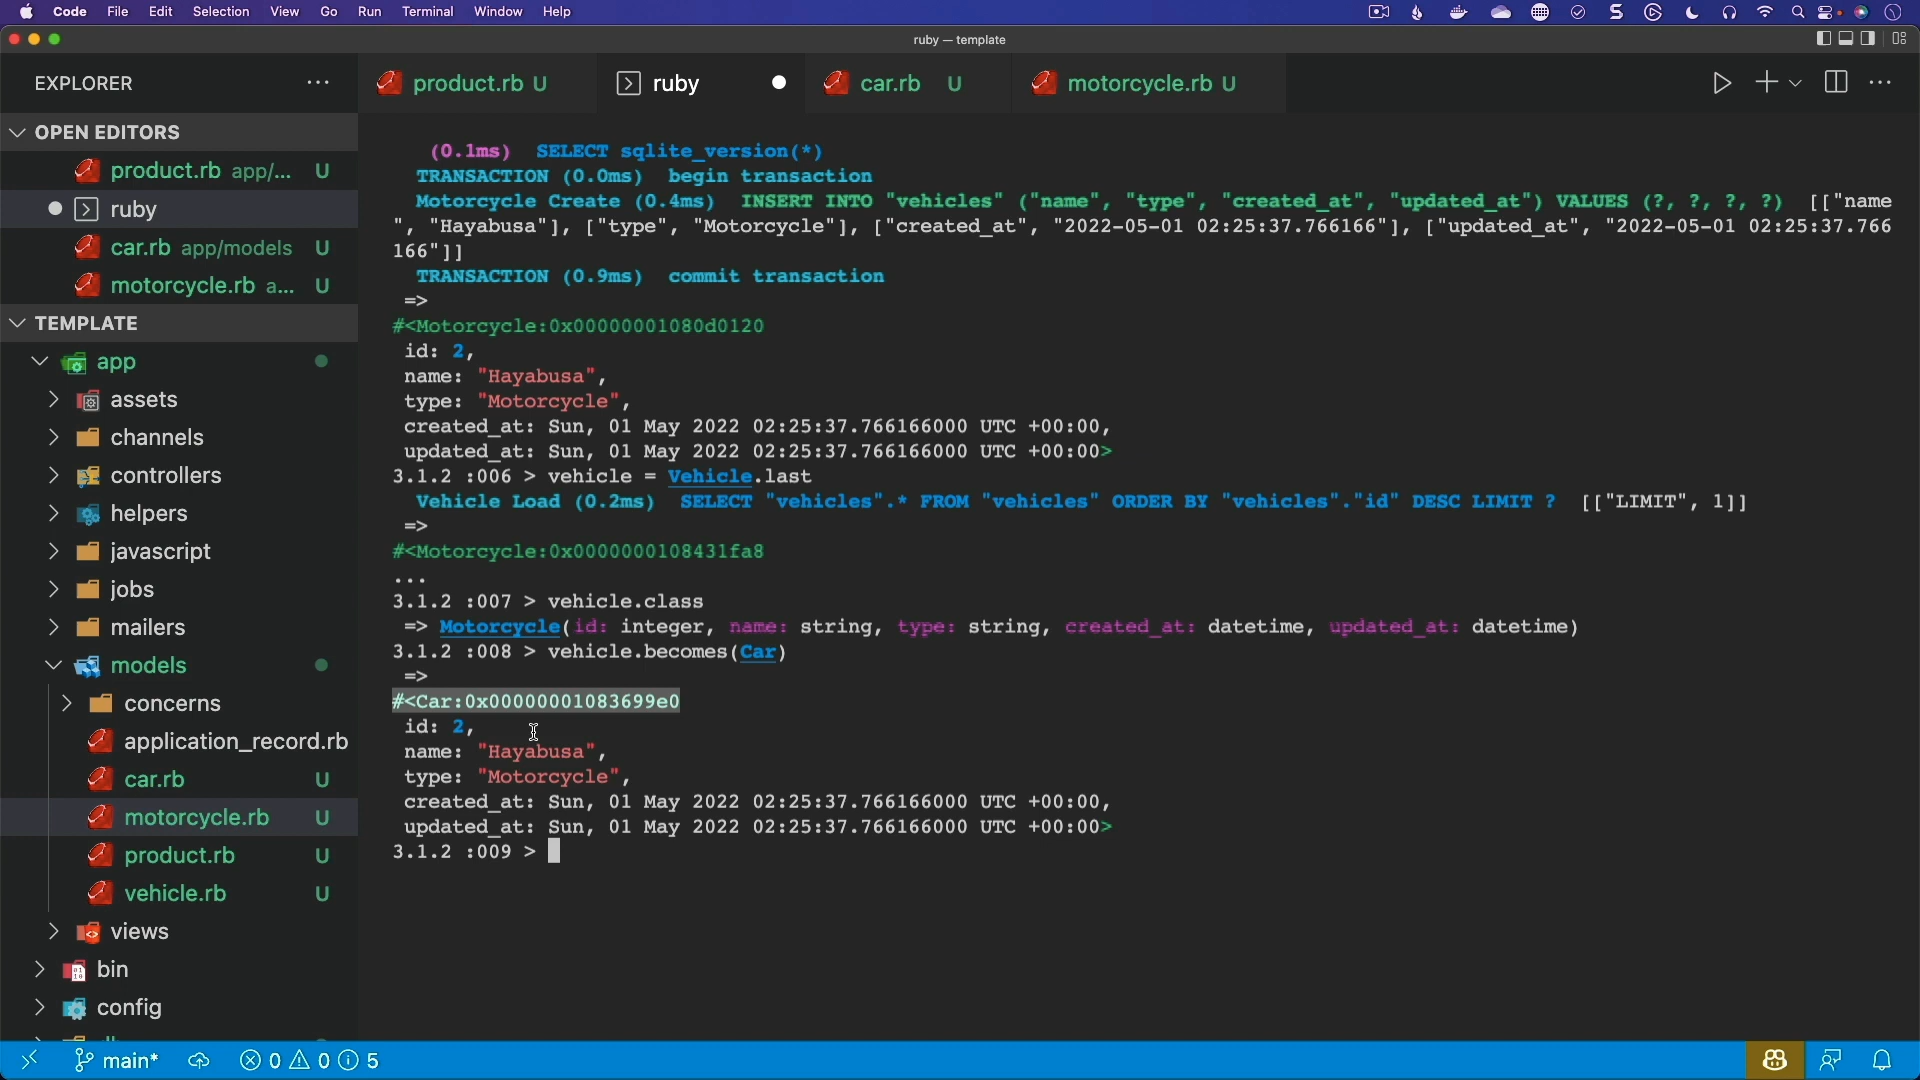 Code File Edit Selection View Go Run Terminal Window Help
ruby — template
EXPLORER
product.rb U
ruby
car.rb U
motorcycle.rb U
OPEN EDITORS
product.rb app/... U
ruby
car.rb app/models U
motorcycle.rb a... U
TEMPLATE
app
assets
channels
controllers
helpers
javascript
jobs
mailers
models
concerns
application_record.rb
car.rb U
motorcycle.rb U
product.rb U
vehicle.rb U
views
bin
config
(0.1ms) SELECT sqlite_version(*)
TRANSACTION (0.0ms) begin transaction
Motorcycle Create (0.4ms) INSERT INTO "vehicles" ("name", "type", "created_at", "updated_at") VALUES (?, ?, ?, ?) [["name
", "Hayabusa"], ["type", "Motorcycle"], ["created_at", "2022-05-01 02:25:37.766166"], ["updated_at", "2022-05-01 02:25:37.766
166"]]
TRANSACTION (0.9ms) commit transaction
=>
#<Motorcycle:0x00000001080d0120
id: 2,
name: "Hayabusa",
type: "Motorcycle",
created_at: Sun, 01 May 2022 02:25:37.766166000 UTC +00:00,
updated_at: Sun, 01 May 2022 02:25:37.766166000 UTC +00:00>
3.1.2 :006 > vehicle = Vehicle.last
Vehicle Load (0.2ms) SELECT "vehicles".* FROM "vehicles" ORDER BY "vehicles"."id" DESC LIMIT ? [["LIMIT", 1]]
=>
#<Motorcycle:0x0000000108431fa8
...
3.1.2 :007 > vehicle.class
=> Motorcycle(id: integer, name: string, type: string, created_at: datetime, updated_at: datetime)
3.1.2 :008 > vehicle.becomes(Car)
=>
#<Car:0x00000001083699e0
id: 2,
name: "Hayabusa",
type: "Motorcycle",
created_at: Sun, 01 May 2022 02:25:37.766166000 UTC +00:00,
updated_at: Sun, 01 May 2022 02:25:37.766166000 UTC +00:00>
3.1.2 :009 >
main* 0 0 5